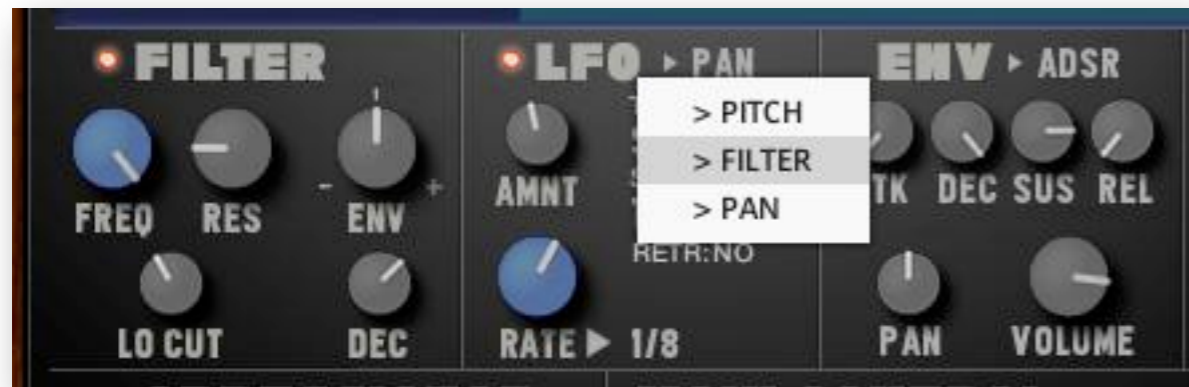 FILTER
LFO ▸ PAN
ENV ▸ ADSR
> PITCH
> FILTER
> PAN
FREQ RES - ENV +
AMNT
DEC SUS REL
RETR:NO
LO CUT DEC
RATE ▶ 1/8
PAN VOLUME